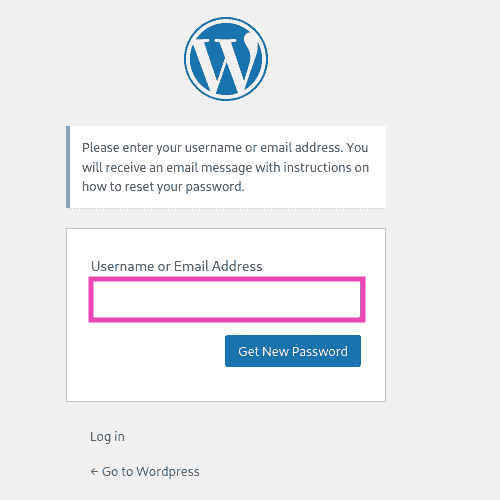 Please enter your username or email address. You
will receive an email message with instructions on
how to reset your password.
Username or Email Address
Get New Password
Log in
← Go to Wordpress